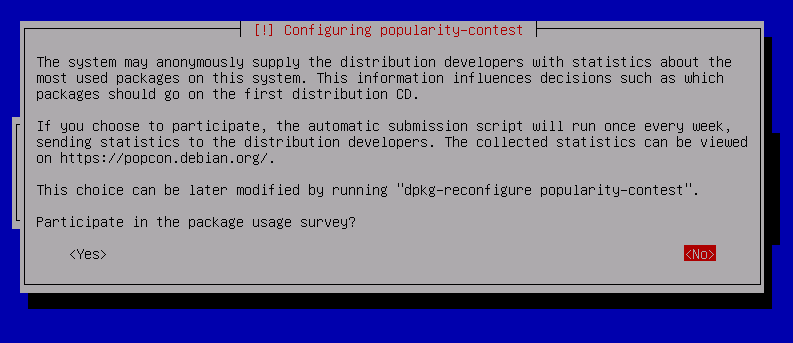 [!] Configuring popularity-contest
The system may anonymously supply the distribution developers with statistics about the
most used packages on this system. This information influences decisions such as which
packages should go on the first distribution CD.
If you choose to participate, the automatic submission script will run once every week,
sending statistics to the distribution developers. The collected statistics can be viewed
on https://popcon.debian.org/.
This choice can be later modified by running "dpkg-reconfigure popularity-contest".
Participate in the package usage survey?
<Yes> <No>